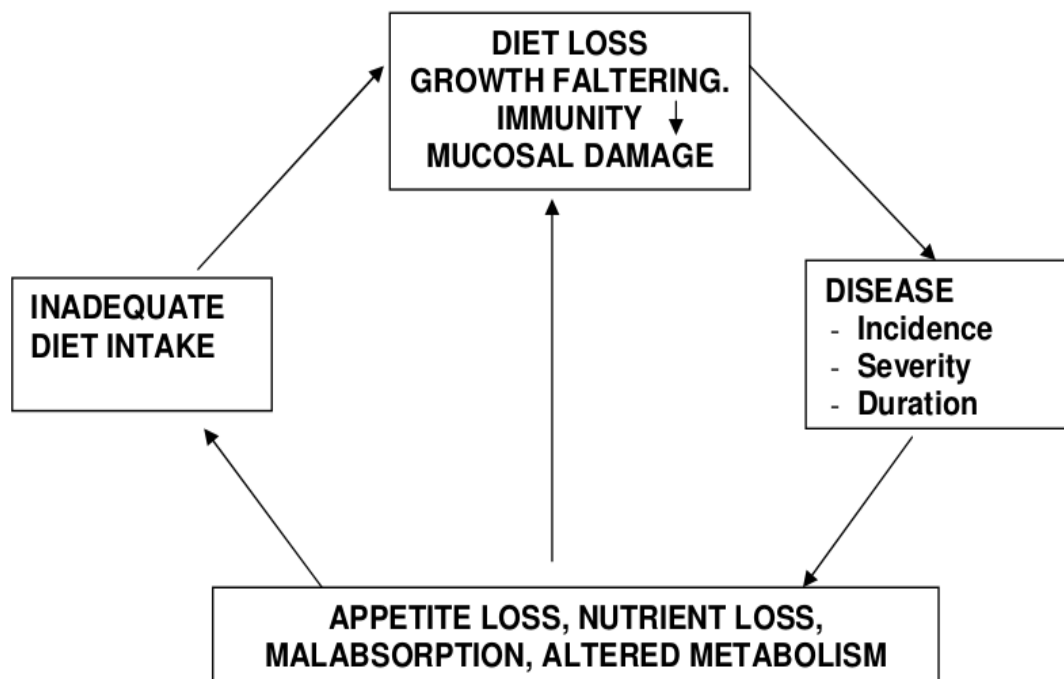 DIET LOSS
GROWTH FALTERING.
IMMUNITY ↓
MUCOSAL DAMAGE
INADEQUATE
DIET INTAKE
DISEASE
- Incidence
- Severity
- Duration
APPETITE LOSS, NUTRIENT LOSS,
MALABSORPTION, ALTERED METABOLISM